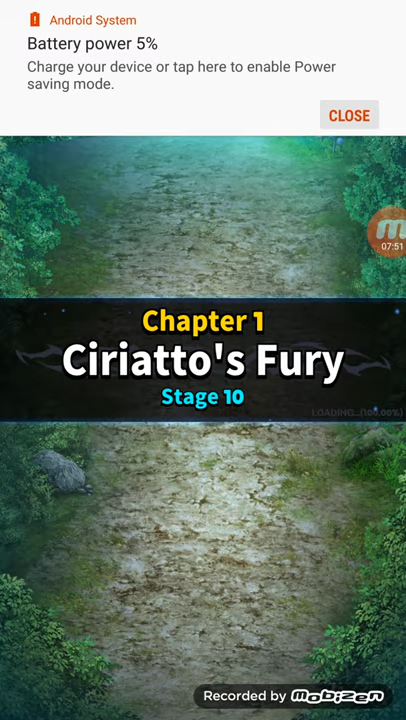 Android System
Battery power 5%
Charge your device or tap here to enable Power
saving mode.
CLOSE
07:51
Chapter 1
Ciriatto's Fury
Stage 10
LOADING...(100.00%)
Recorded by mobizen